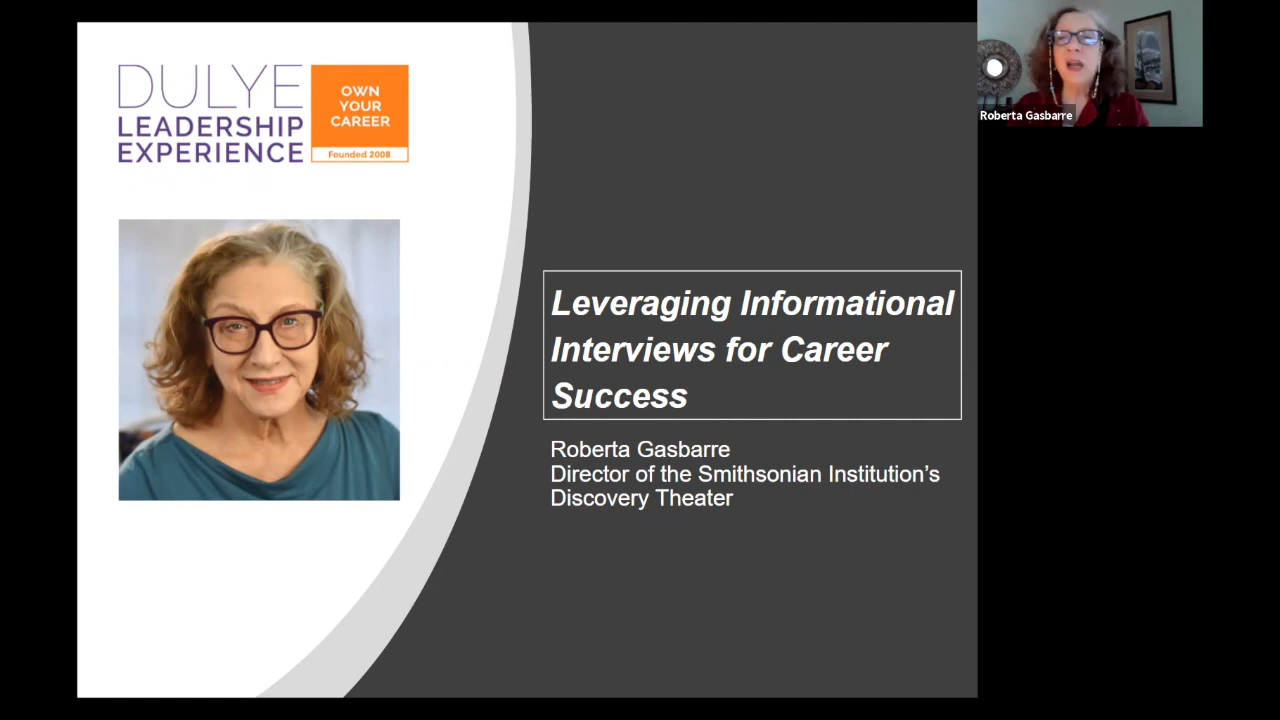 DULYE
LEADERSHIP
EXPERIENCE
OWN
YOUR
CAREER
Founded 2008
Roberta Gasbarre
Leveraging Informational
Interviews for Career
Success
Roberta Gasbarre
Director of the Smithsonian Institution’s
Discovery Theater